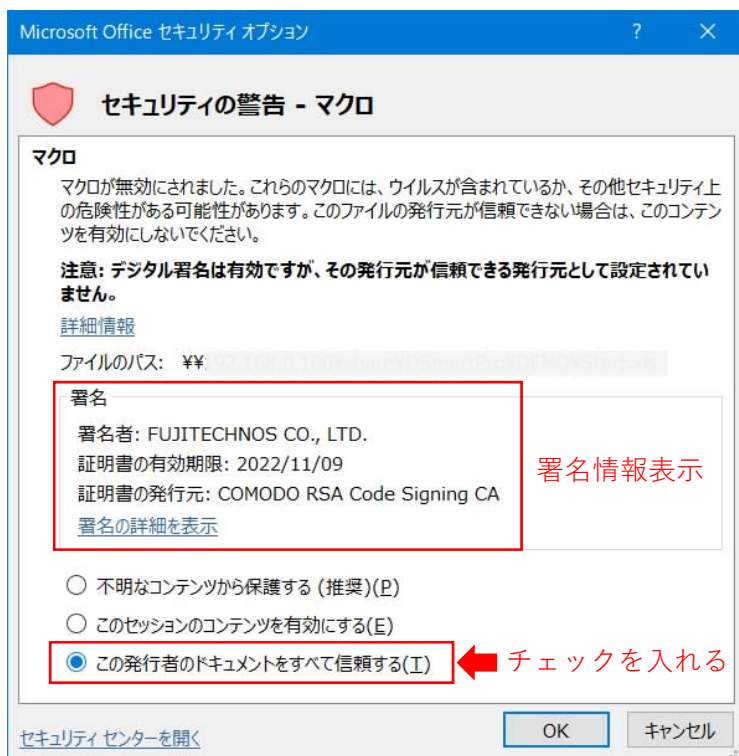 Microsoft Office セキュリティ オプション
? ×
セキュリティの警告 - マクロ
マクロ
マクロが無効にされました。これらのマクロには、ウイルスが含まれているか、その他セキュリティ上
の危険性がある可能性があります。このファイルの発行元が信頼できない場合は、このコンテン
ツを有効にしないでください。
注意: デジタル署名は有効ですが、その発行元が信頼できる発行元として設定されてい
ません。
詳細情報
ファイルのパス: ¥¥
署名
署名者: FUJITECHNOS CO., LTD.
証明書の有効期限: 2022/11/09
証明書の発行元: COMODO RSA Code Signing CA
署名の詳細を表示
署名情報表示
不明なコンテンツから保護する (推奨)(P)
このセッションのコンテンツを有効にする(E)
この発行者のドキュメントをすべて信頼する(T)
チェックを入れる
セキュリティ センターを開く
OK
キャンセル